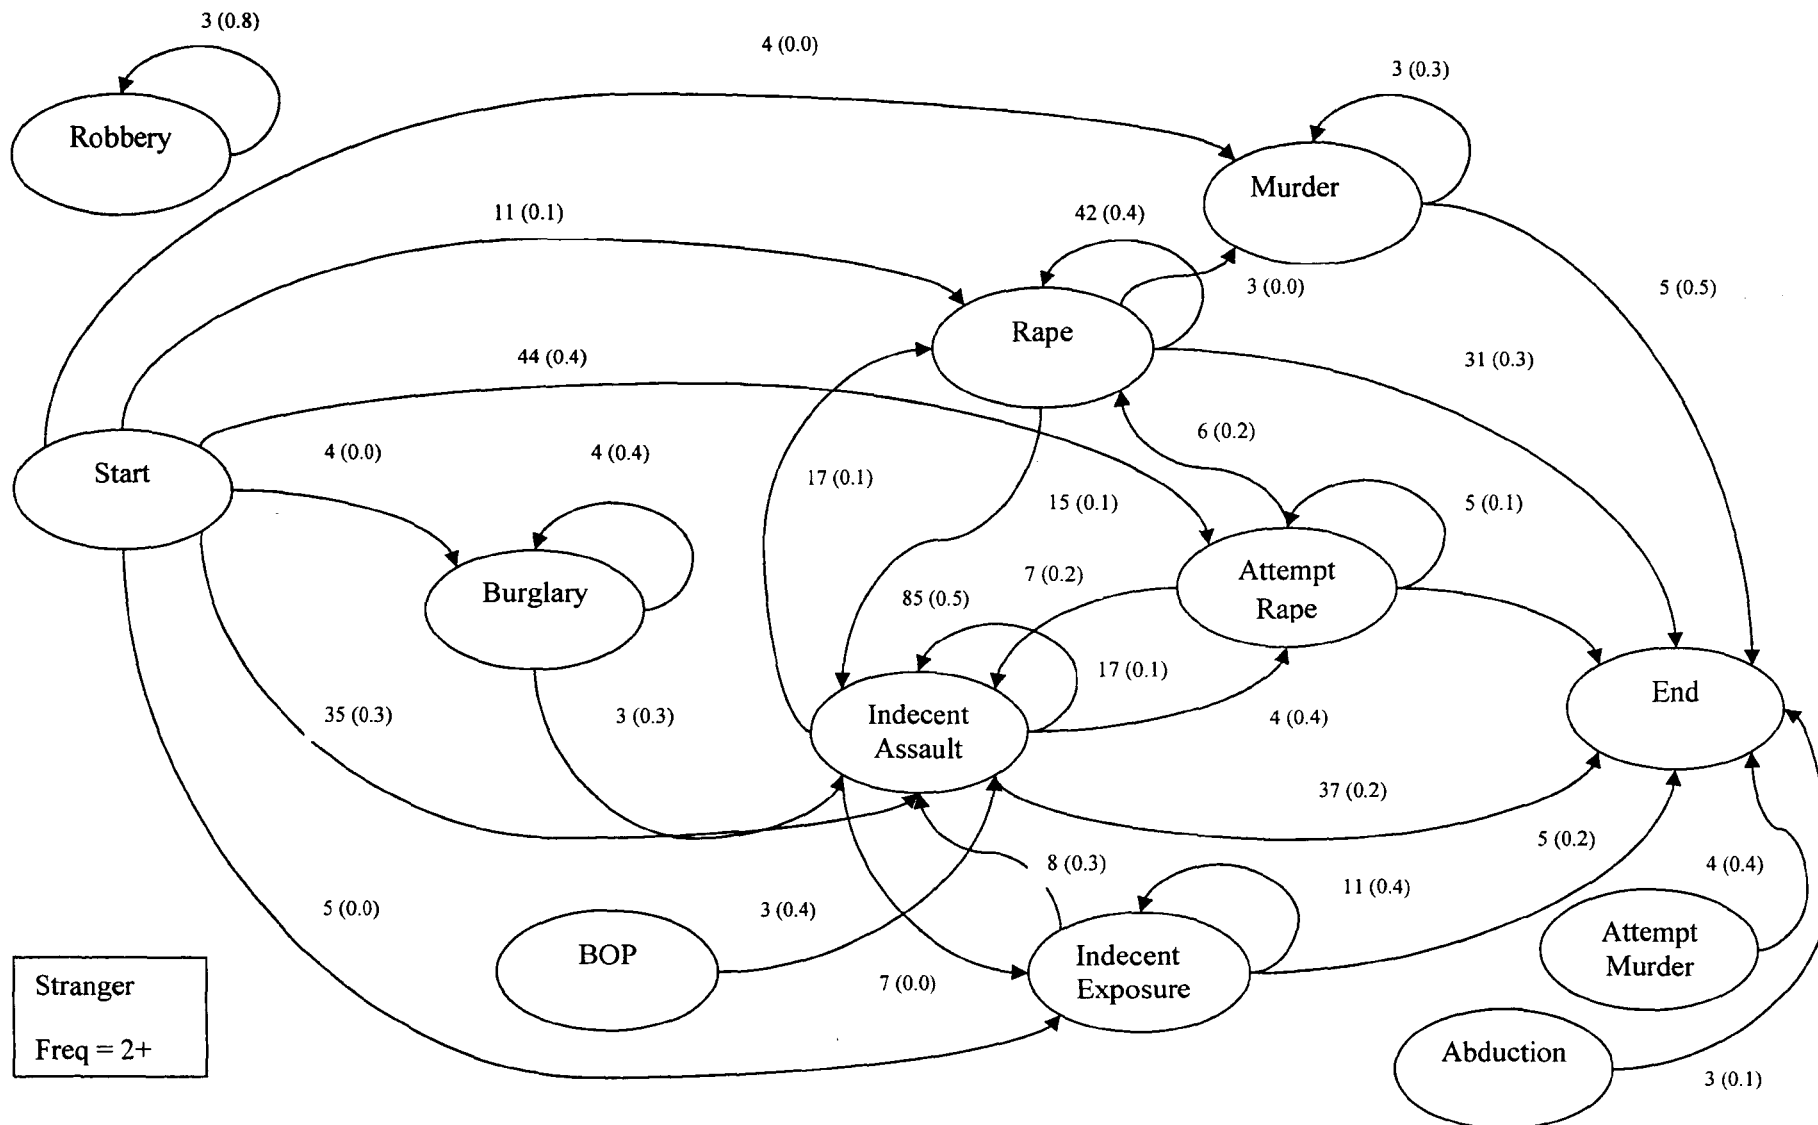 3 (0.8)
4 (0.0)
3 (0.3)
Robbery
Murder
11 (0.1)
42 (0.4)
3 (0.0)
5 (0.5)
Rape
44 (0.4)
31 (0.3)
4 (0.0)
4 (0.4)
6 (0.2)
Start
17 (0.1)
15 (0.1)
5 (0.1)
7 (0.2)
Attempt
Rape
Burglary
85 (0.5)
17 (0.1)
End
35 (0.3)
3 (0.3)
Indecent
Assault
4 (0.4)
37 (0.2)
5 (0.2)
8 (0.3)
4 (0.4)
11 (0.4)
5 (0.0)
3 (0.4)
BOP
Indecent
Exposure
Attempt
Murder
7 (0.0)
Stranger
Freq = 2+
Abduction
3 (0.1)